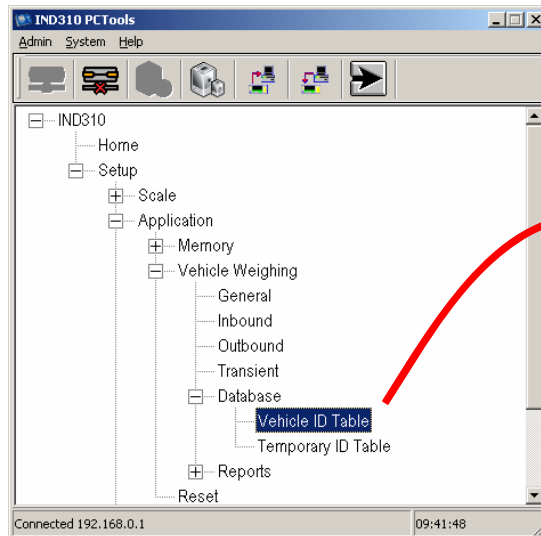 IND310 PCTools
Admin System Help
IND310
Home
Setup
Scale
Application
Memory
Vehicle Weighing
General
Inbound
Outbound
Transient
Database
Vehicle ID Table
Temporary ID Table
Reports
Reset
Connected 192.168.0.1 09:41:48